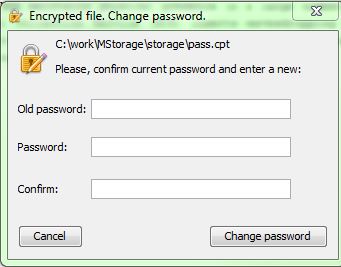 Encrypted file. Change password.
C:\work\MStorage\storage\pass.cpt
Please, confirm current password and enter a new:
Old password:
Password:
Confirm:
Cancel
Change password